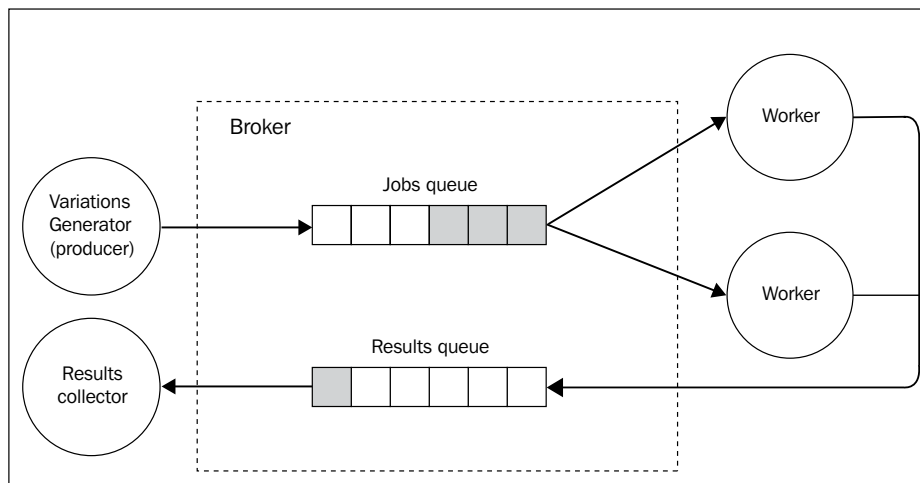 Broker
Worker
Jobs queue
Variations
Generator
(producer)
Worker
Results queue
Results
collector